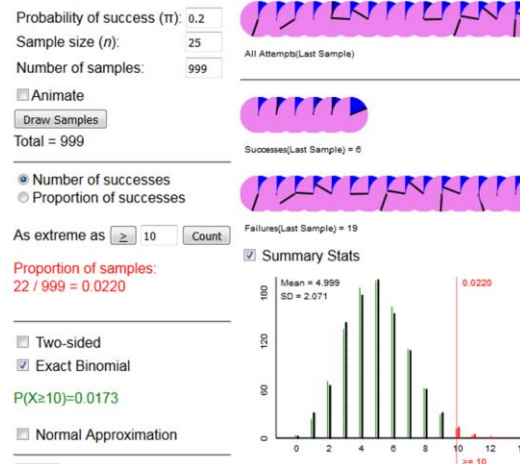 Probability of success (π): 0.2
Sample size (n): 25
Number of samples: 999
Animate
Draw Samples
Total = 999
Number of successes
Proportion of successes
As extreme as ≥ 10 Count
Proportion of samples:
22 / 999 = 0.0220
Two-sided
Exact Binomial
P(X≥10)=0.0173
Normal Approximation
All Attempts(Last Sample)
Successes(Last Sample) = 6
Failures(Last Sample) = 19
Summary Stats
Mean = 4.999
SD = 2.071
0.0220
180
120
60
0
0 2 4 6 8 10 12
>= 10